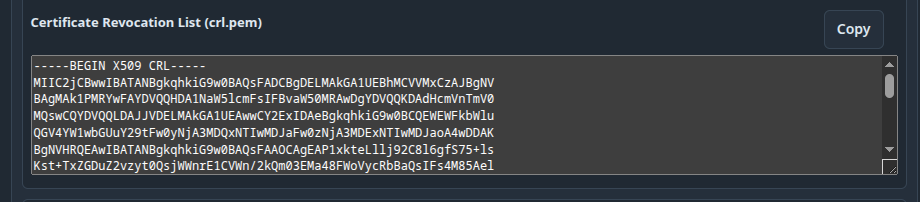 Certificate Revocation List (crl.pem)
Copy
-----BEGIN X509 CRL-----
MIIC2jCBwwIBATANBgkqhkiG9w0BAQsFADCBgDELMAkGA1UEBhMCVVMxCzAJBgNV
BAgMAk1PMRYwFAYDVQQHDA1NaW5lcmFsIFBvaW50MRAwDgYDVQQKDAdHcmVnTmV0
MQswCQYDVQQLDAJJVDELMAkGA1UEAwwCY2ExIDAeBgkqhkiG9w0BCQEWEWFkbWlu
QGV4YW1wbGUuY29tFw0yNjA3MDQxNTIwMDJaFw0zNjA3MDExNTIwMDJaoA4wDDAK
BgNVHRQEAwIBATANBgkqhkiG9w0BAQsFAAOCAgEAP1xkteLllj92C8l6gfS75+ls
Kst+TxZGDuZ2vzyt0QsjWWnrE1CVWn/2kQm03EMa48FWoVycRbBaQsIFs4M85Ael